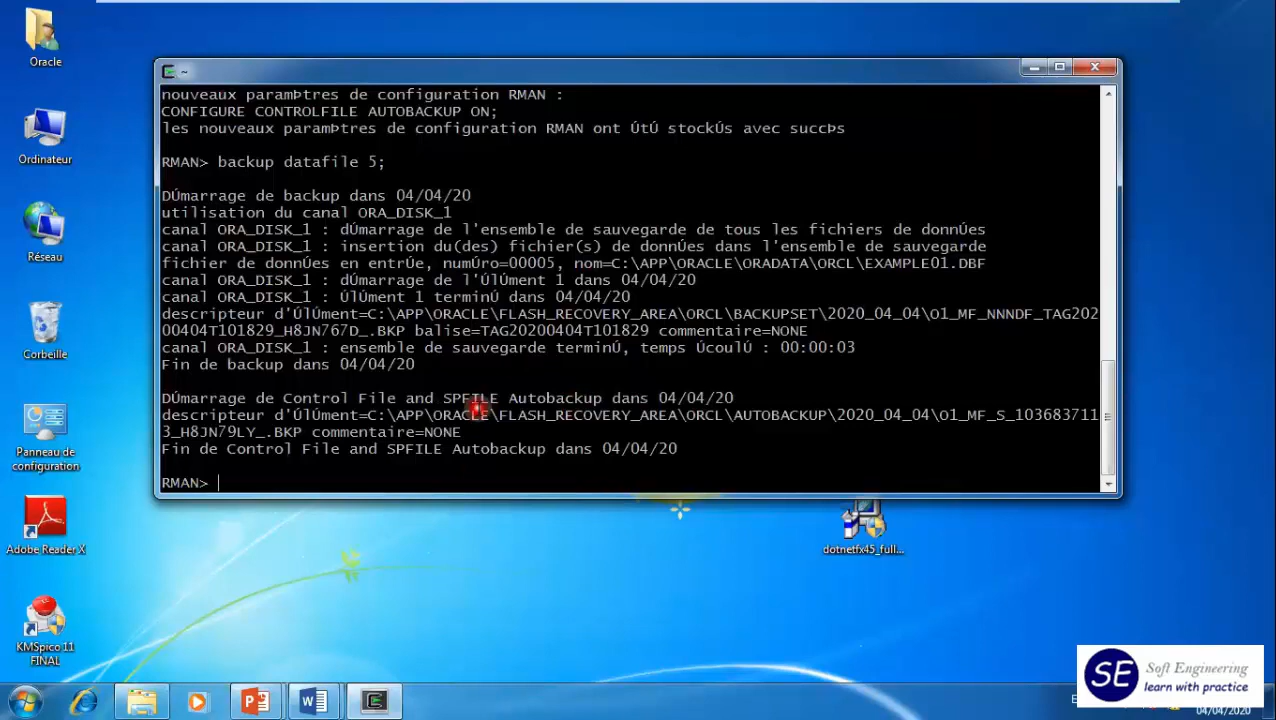 Oracle
Ordinateur
Réseau
Corbeille
Panneau de
configuration
Adobe Reader X
KMSpico 11
FINAL
~
nouveaux paramÞtres de configuration RMAN :
CONFIGURE CONTROLFILE AUTOBACKUP ON;
les nouveaux paramÞtres de configuration RMAN ont ÚtÚ stockÚs avec succÞs
RMAN> backup datafile 5;
DÚmarrage de backup dans 04/04/20
utilisation du canal ORA_DISK_1
canal ORA_DISK_1 : dÚmarrage de l'ensemble de sauvegarde de tous les fichiers de donnÚes
canal ORA_DISK_1 : insertion du(des) fichier(s) de donnÚes dans l'ensemble de sauvegarde
fichier de donnÚes en entrÚe, numÚro=00005, nom=C:\APP\ORACLE\ORADATA\ORCL\EXAMPLE01.DBF
canal ORA_DISK_1 : dÚmarrage de l'ÚlÚment 1 dans 04/04/20
canal ORA_DISK_1 : ÚlÚment 1 terminÚ dans 04/04/20
descripteur d'ÚlÚment=C:\APP\ORACLE\FLASH_RECOVERY_AREA\ORCL\BACKUPSET\2020_04_04\O1_MF_NNNDF_TAG202
00404T101829_H8JN767D_.BKP balise=TAG20200404T101829 commentaire=NONE
canal ORA_DISK_1 : ensemble de sauvegarde terminÚ, temps ÚcoulÚ : 00:00:03
Fin de backup dans 04/04/20
DÚmarrage de Control File and SPFILE Autobackup dans 04/04/20
descripteur d'ÚlÚment=C:\APP\ORACLE\FLASH_RECOVERY_AREA\ORCL\AUTOBACKUP\2020_04_04\O1_MF_S_103683711
3_H8JN79LY_.BKP commentaire=NONE
Fin de Control File and SPFILE Autobackup dans 04/04/20
RMAN>
dotnetfx45_full...
SE
Soft Engineering
learn with practice
04/04/2020